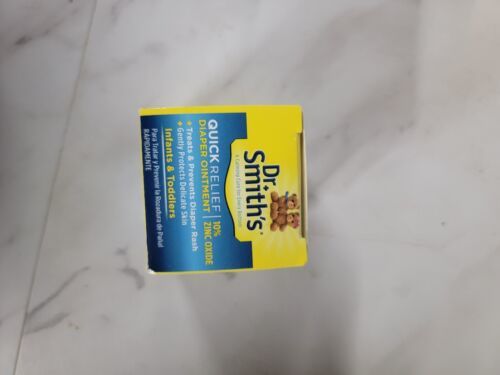 Dr.
Smith's®
QUICK RELIEF
DIAPER OINTMENT
10%
ZINC OXIDE
Treats & Prevents Diaper Rash
Gently Protects Delicate Skin
Infants & Toddlers
Para Tratar y Prevenir la Rozadura de Pañal
RÁPIDAMENTE